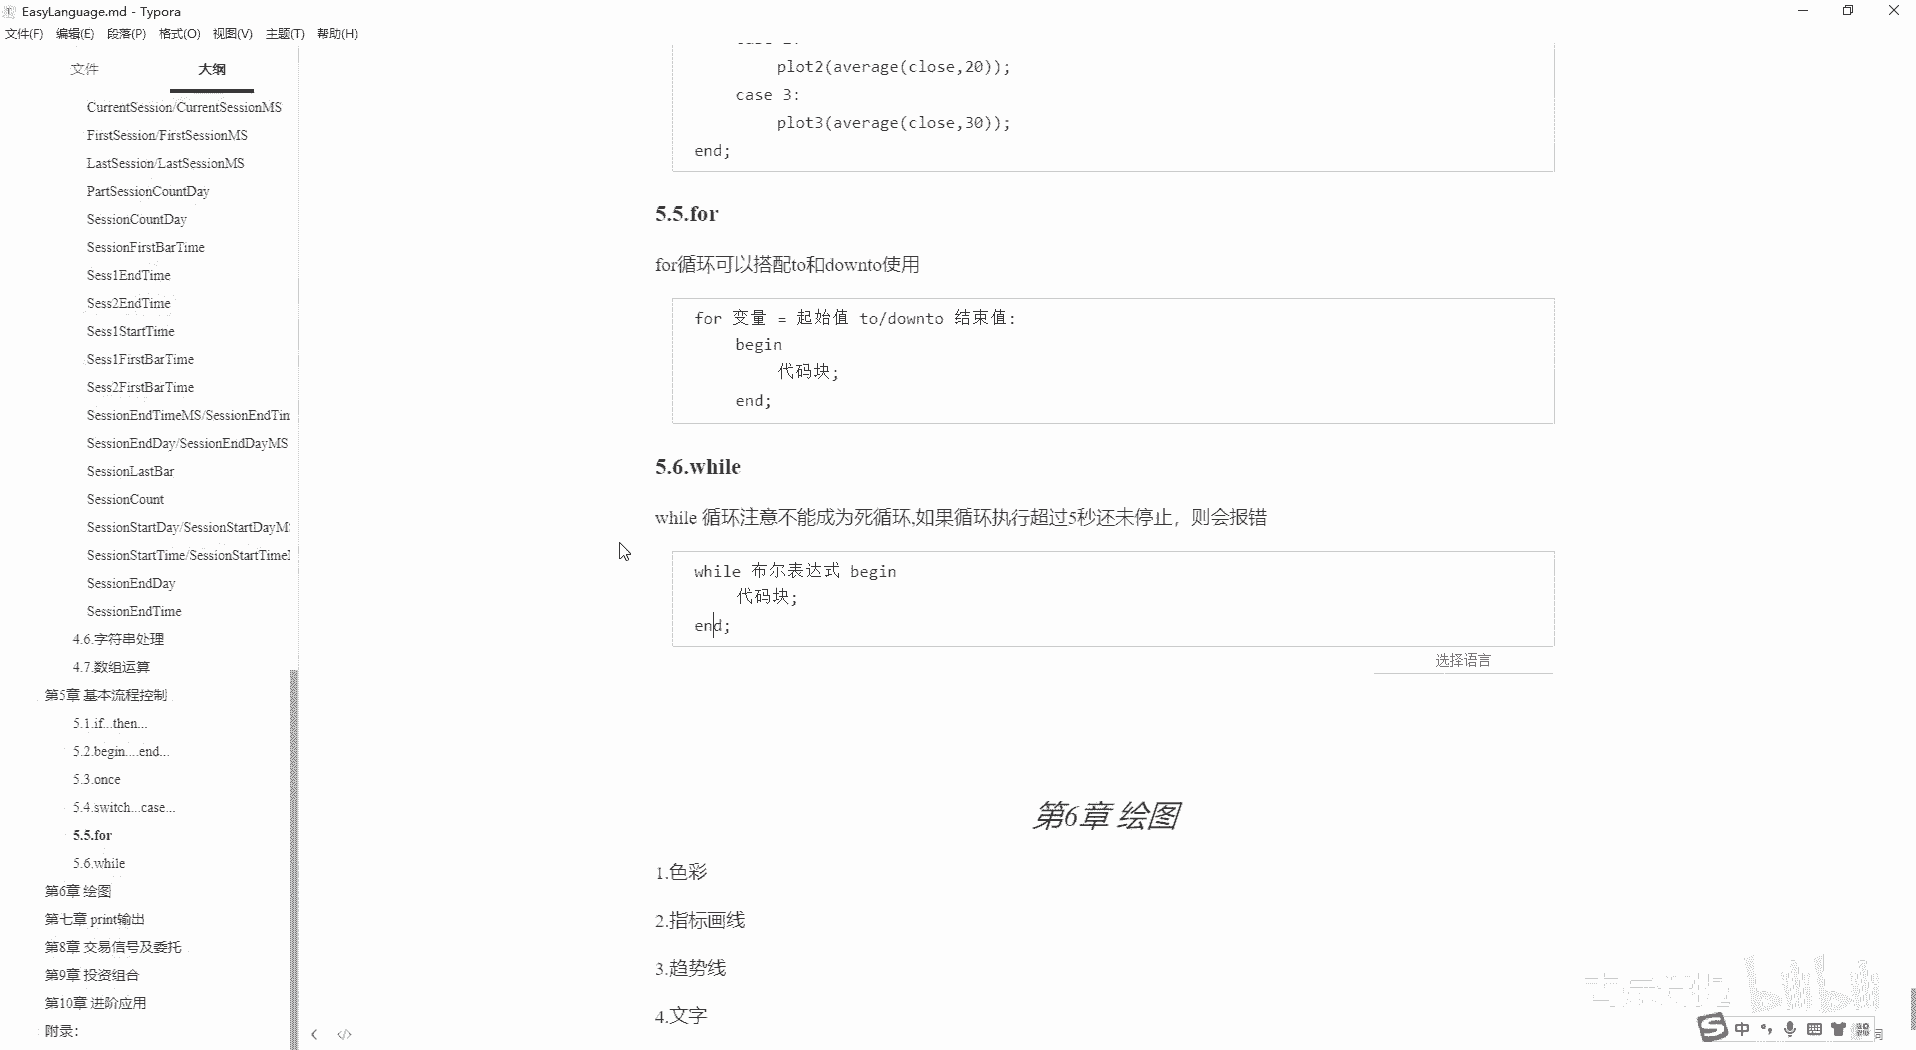 EasyLanguage.md - Typora
文件(F) 编辑(E) 段落(P) 格式(O) 视图(V) 主题(T) 帮助(H)
文件 大纲
CurrentSession/CurrentSessionMS
FirstSession/FirstSessionMS
LastSession/LastSessionMS
PartSessionCountDay
SessionCountDay
SessionFirstBarTime
Sess1EndTime
Sess2EndTime
Sess1StartTime
Sess1FirstBarTime
Sess2FirstBarTime
SessionEndTimeMS/SessionEndTin
SessionEndDay/SessionEndDayMS
SessionLastBar
SessionCount
SessionStartDay/SessionStartDayM
SessionStartTime/SessionStartTime
SessionEndDay
SessionEndTime
4.6.字符串处理
4.7.数组运算
第5章 基本流程控制
5.1.if...then...
5.2.begin....end...
5.3.once
5.4.switch...case...
5.5.for
5.6.while
第6章 绘图
第七章 print输出
第8章 交易信号及委托
第9章 投资组合
第10章 进阶应用
附录：
plot2(average(close,20));
case 3:
plot3(average(close,30));
end;
5.5.for
for循环可以搭配to和downto使用
for 变量 = 起始值 to/downto 结束值:
begin
代码块;
end;
5.6.while
while 循环注意不能成为死循环,如果循环执行超过5秒还未停止，则会报错
while 布尔表达式 begin
代码块;
end;
选择语言
第6章 绘图
1.色彩
2.指标画线
3.趋势线
4.文字
bilibili
中